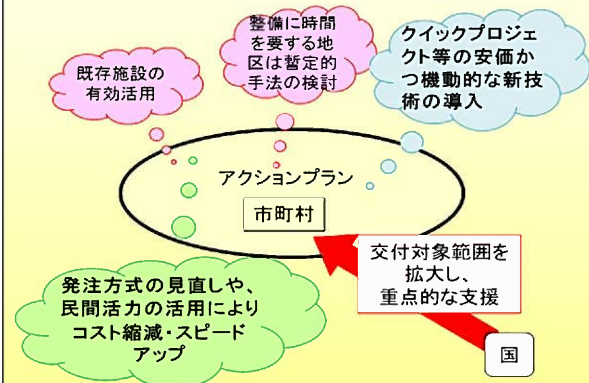 既存施設の
有効活用
整備に時間
を要する地
区は暫定的
手法の検討
クイックプロジェ
クト等の安価か
つ機動的な新技
術の導入
アクションプラン
市町村
交付対象範囲を
拡大し、
重点的な支援
発注方式の見直しや、
民間活力の活用により
コスト縮減・スピード
アップ
国